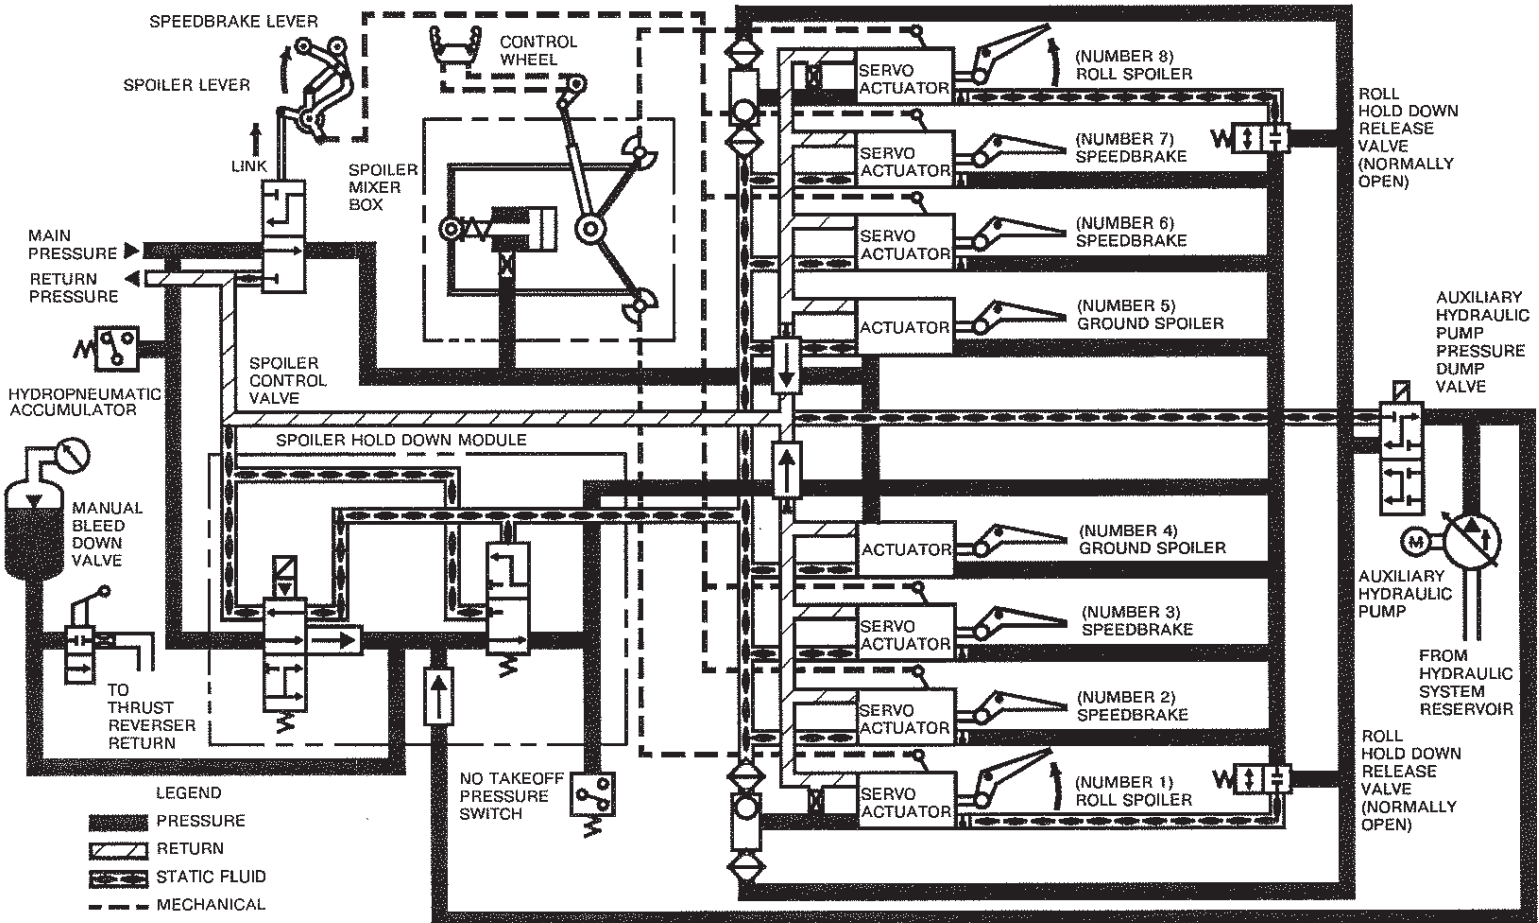 SPEEDBRAKE LEVER
CONTROL
WHEEL
SPOILER LEVER
LINK
SPOILER
MIXER
BOX
MAIN
PRESSURE
RETURN
PRESSURE
HYDROPNEUMATIC
ACCUMULATOR
SPOILER
CONTROL
VALVE
SPOILER HOLD DOWN MODULE
MANUAL
BLEED
DOWN
VALVE
TO
THRUST
REVERSER
RETURN
NO TAKEOFF
PRESSURE
SWITCH
LEGEND
PRESSURE
RETURN
STATIC FLUID
MECHANICAL
SERVO
ACTUATOR
(NUMBER 8)
ROLL SPOILER
SERVO
ACTUATOR
(NUMBER 7)
SPEEDBRAKE
SERVO
ACTUATOR
(NUMBER 6)
SPEEDBRAKE
ACTUATOR
(NUMBER 5)
GROUND SPOILER
ACTUATOR
(NUMBER 4)
GROUND SPOILER
SERVO
ACTUATOR
(NUMBER 3)
SPEEDBRAKE
SERVO
ACTUATOR
(NUMBER 2)
SPEEDBRAKE
SERVO
ACTUATOR
(NUMBER 1)
ROLL SPOILER
ROLL
HOLD DOWN
RELEASE
VALVE
(NORMALLY
OPEN)
AUXILIARY
HYDRAULIC
PUMP
PRESSURE
DUMP
VALVE
M
AUXILIARY
HYDRAULIC
PUMP
FROM
HYDRAULIC
SYSTEM
RESERVOIR
ROLL
HOLD DOWN
RELEASE
VALVE
(NORMALLY
OPEN)